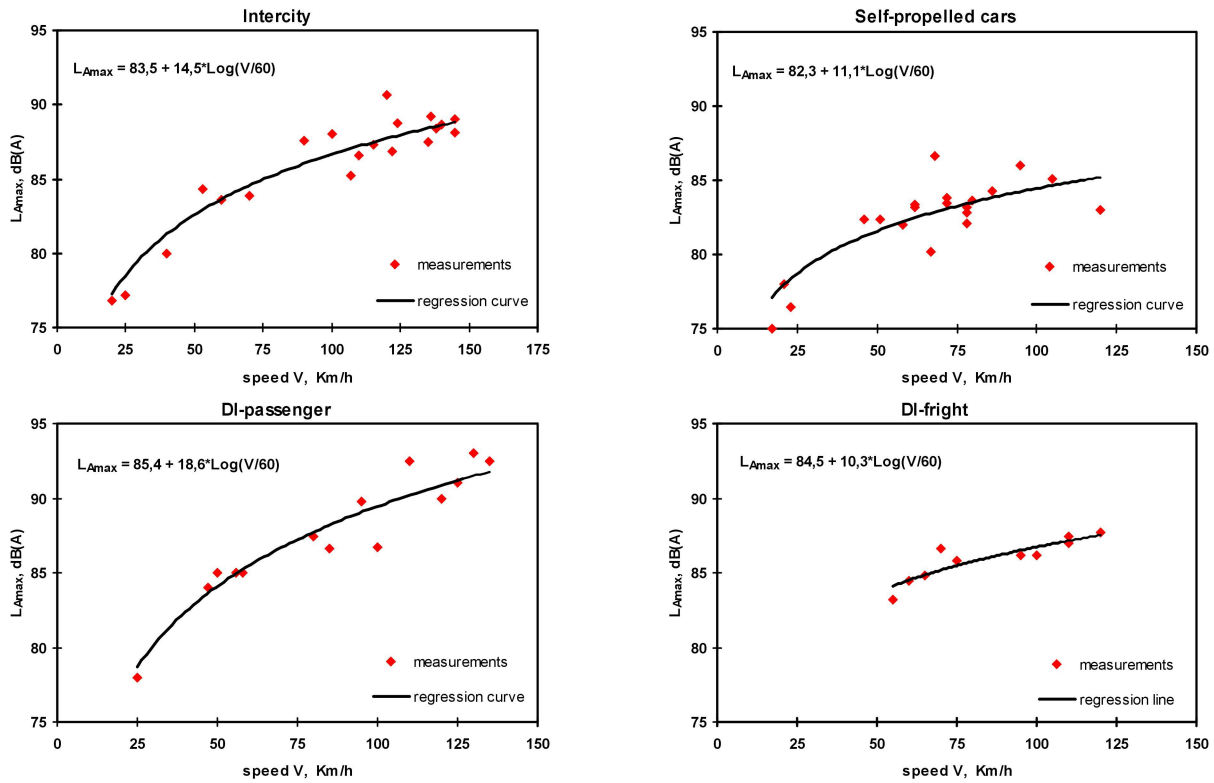 Intercity
95
90
85
80
75
L_Amax, dB(A)
L_Amax = 83,5 + 14,5*Log(V/60)
measurements
regression curve
0 25 50 75 100 125 150 175
speed V, Km/h
Self-propelled cars
95
90
85
80
75
L_Amax, dB(A)
L_Amax = 82,3 + 11,1*Log(V/60)
measurements
regression curve
0 25 50 75 100 125 150
speed V, Km/h
DI-passenger
95
90
85
80
75
L_Amax, dB(A)
L_Amax = 85,4 + 18,6*Log(V/60)
measurements
regression curve
0 25 50 75 100 125 150
speed V, Km/h
DI-fright
95
90
85
80
75
L_Amax, dB(A)
L_Amax = 84,5 + 10,3*Log(V/60)
measurements
regression line
0 25 50 75 100 125 150
speed V, Km/h